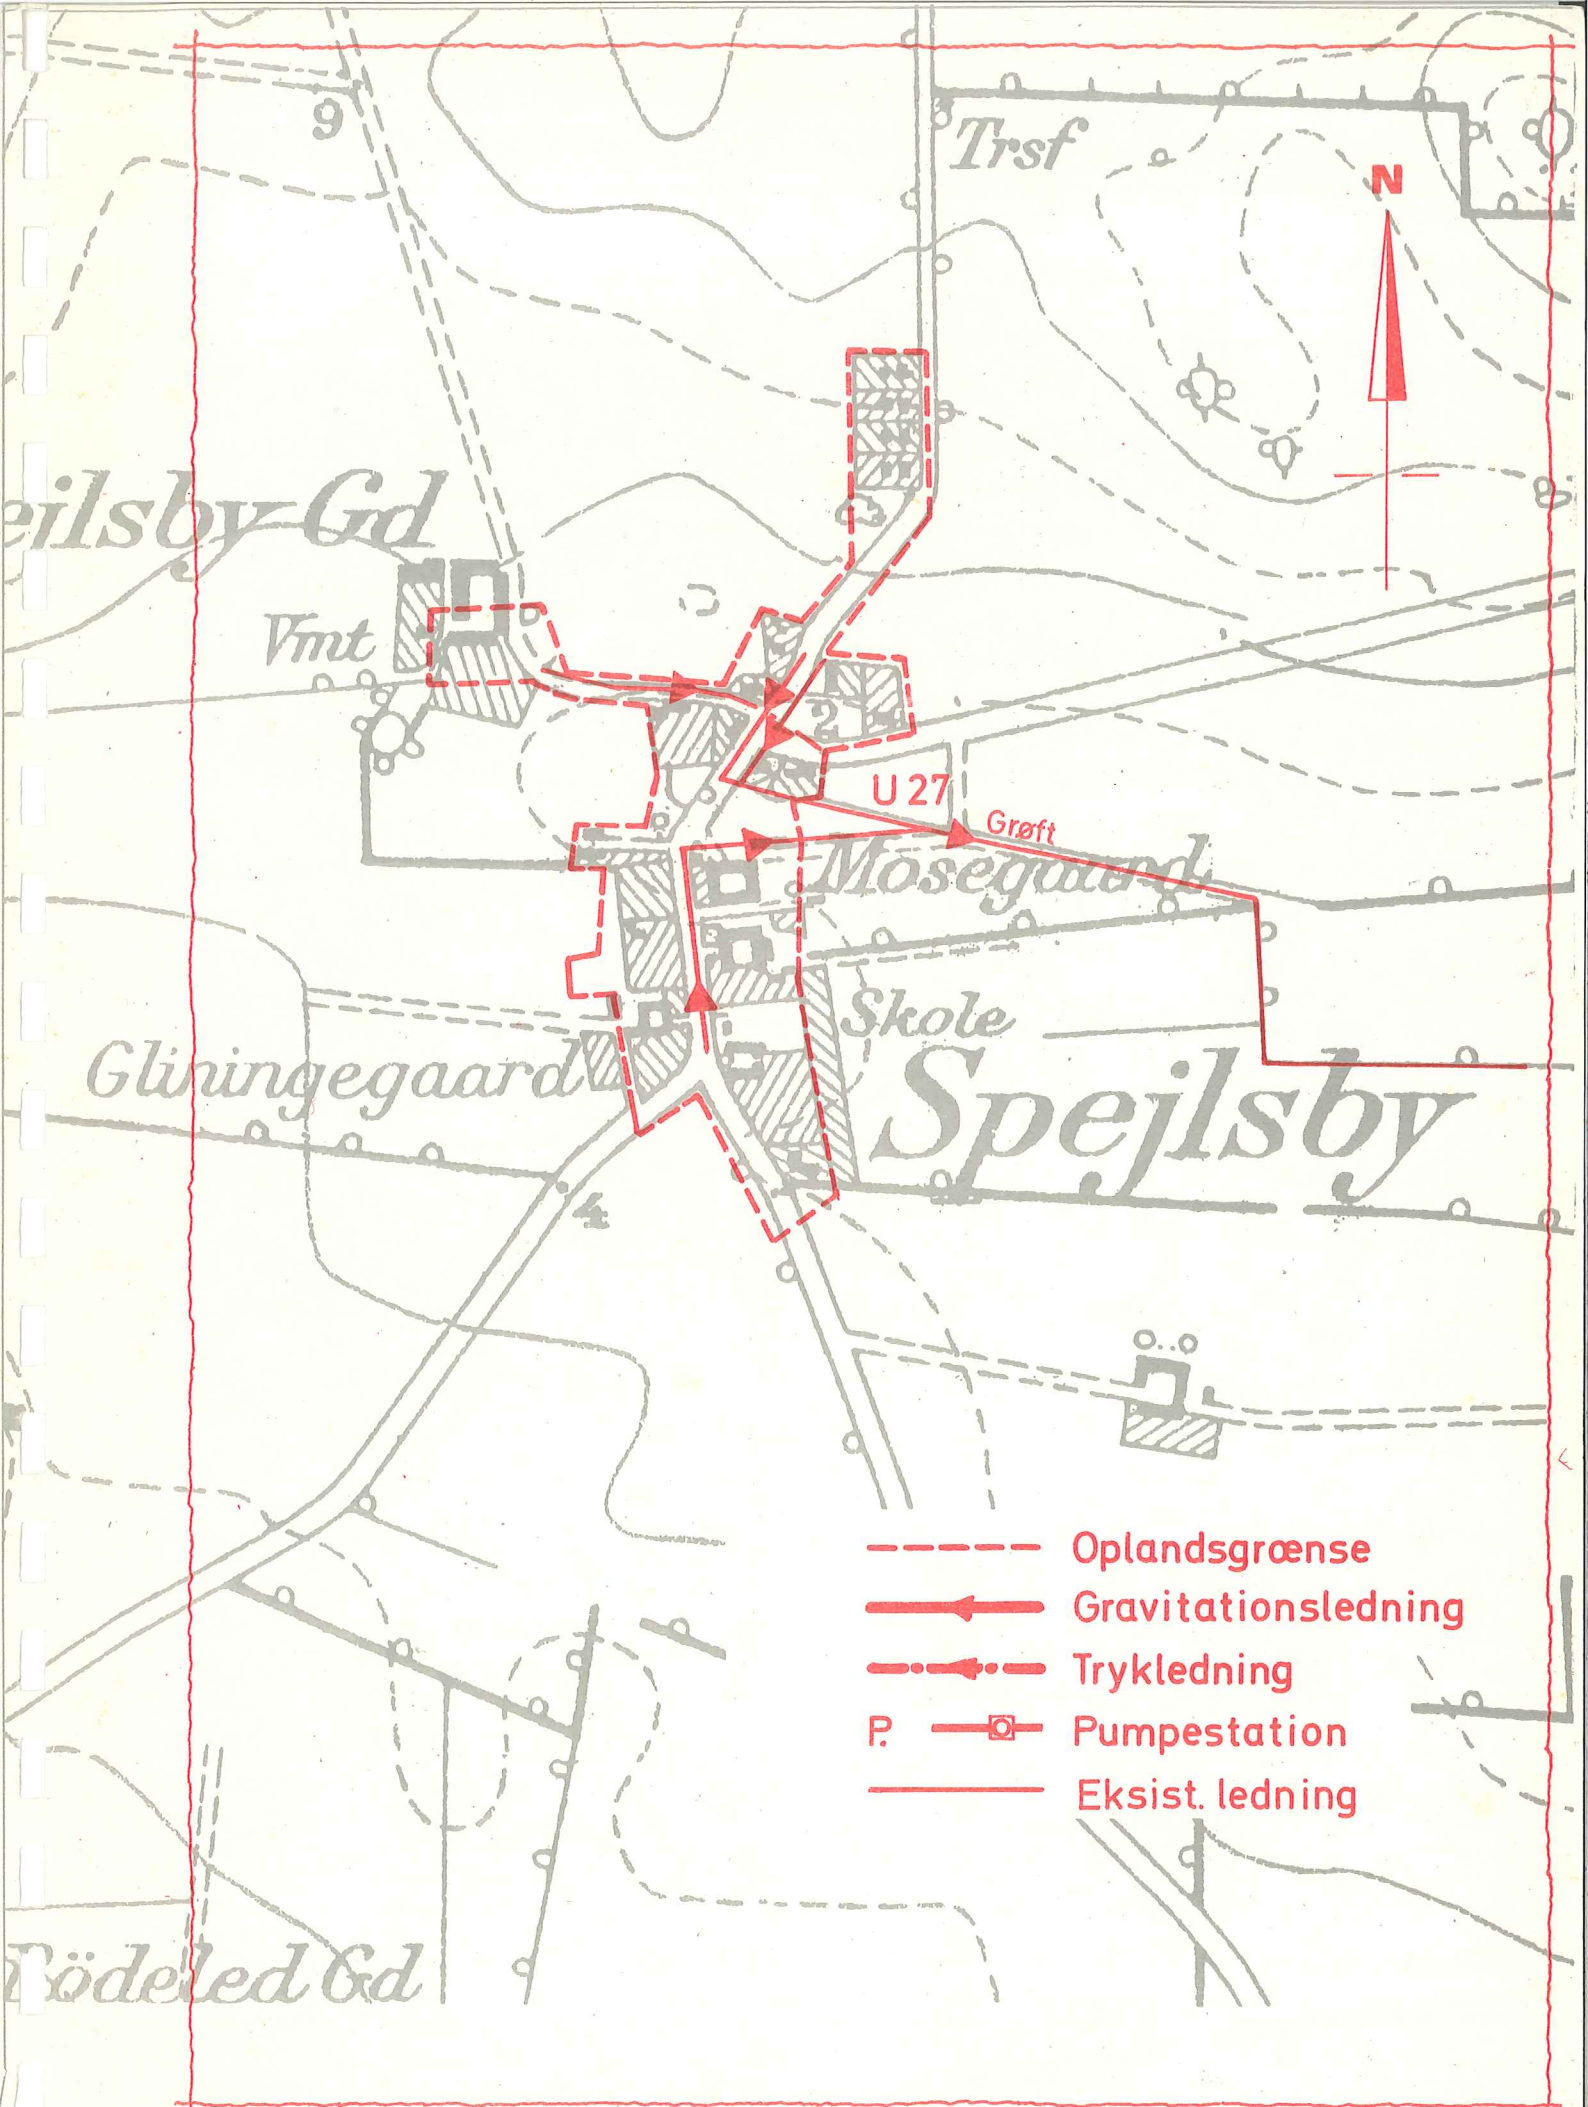 9
Trsf
N
ejlsby Gd
Vmt
2
U 27
Grøft
Mosegaard
Skole
Gliningegaard
Spejlsby
4
Oplandsgrænse
Gravitationsledning
Trykledning
P. Pumpestation
Eksist. ledning
ödeled Gd